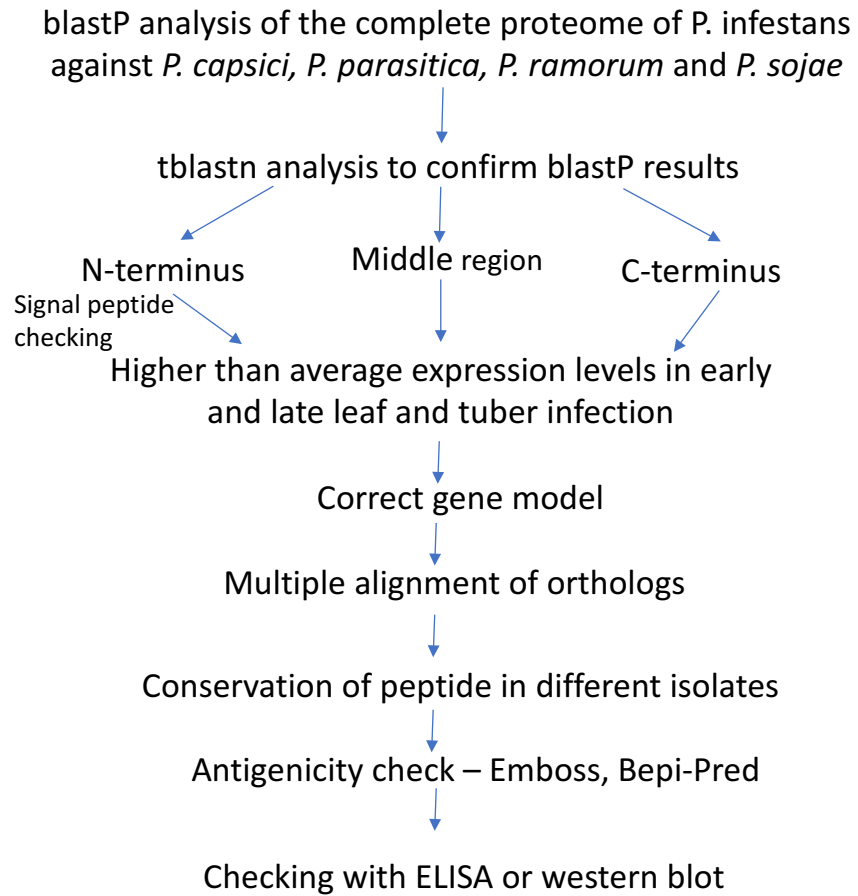 blastP analysis of the complete proteome of P. infestans
against P. capsici, P. parasitica, P. ramorum and P. sojae
tblastn analysis to confirm blastP results
N-terminus
Middle region
C-terminus
Signal peptide
checking
Higher than average expression levels in early
and late leaf and tuber infection
Correct gene model
Multiple alignment of orthologs
Conservation of peptide in different isolates
Antigenicity check – Emboss, Bepi-Pred
Checking with ELISA or western blot